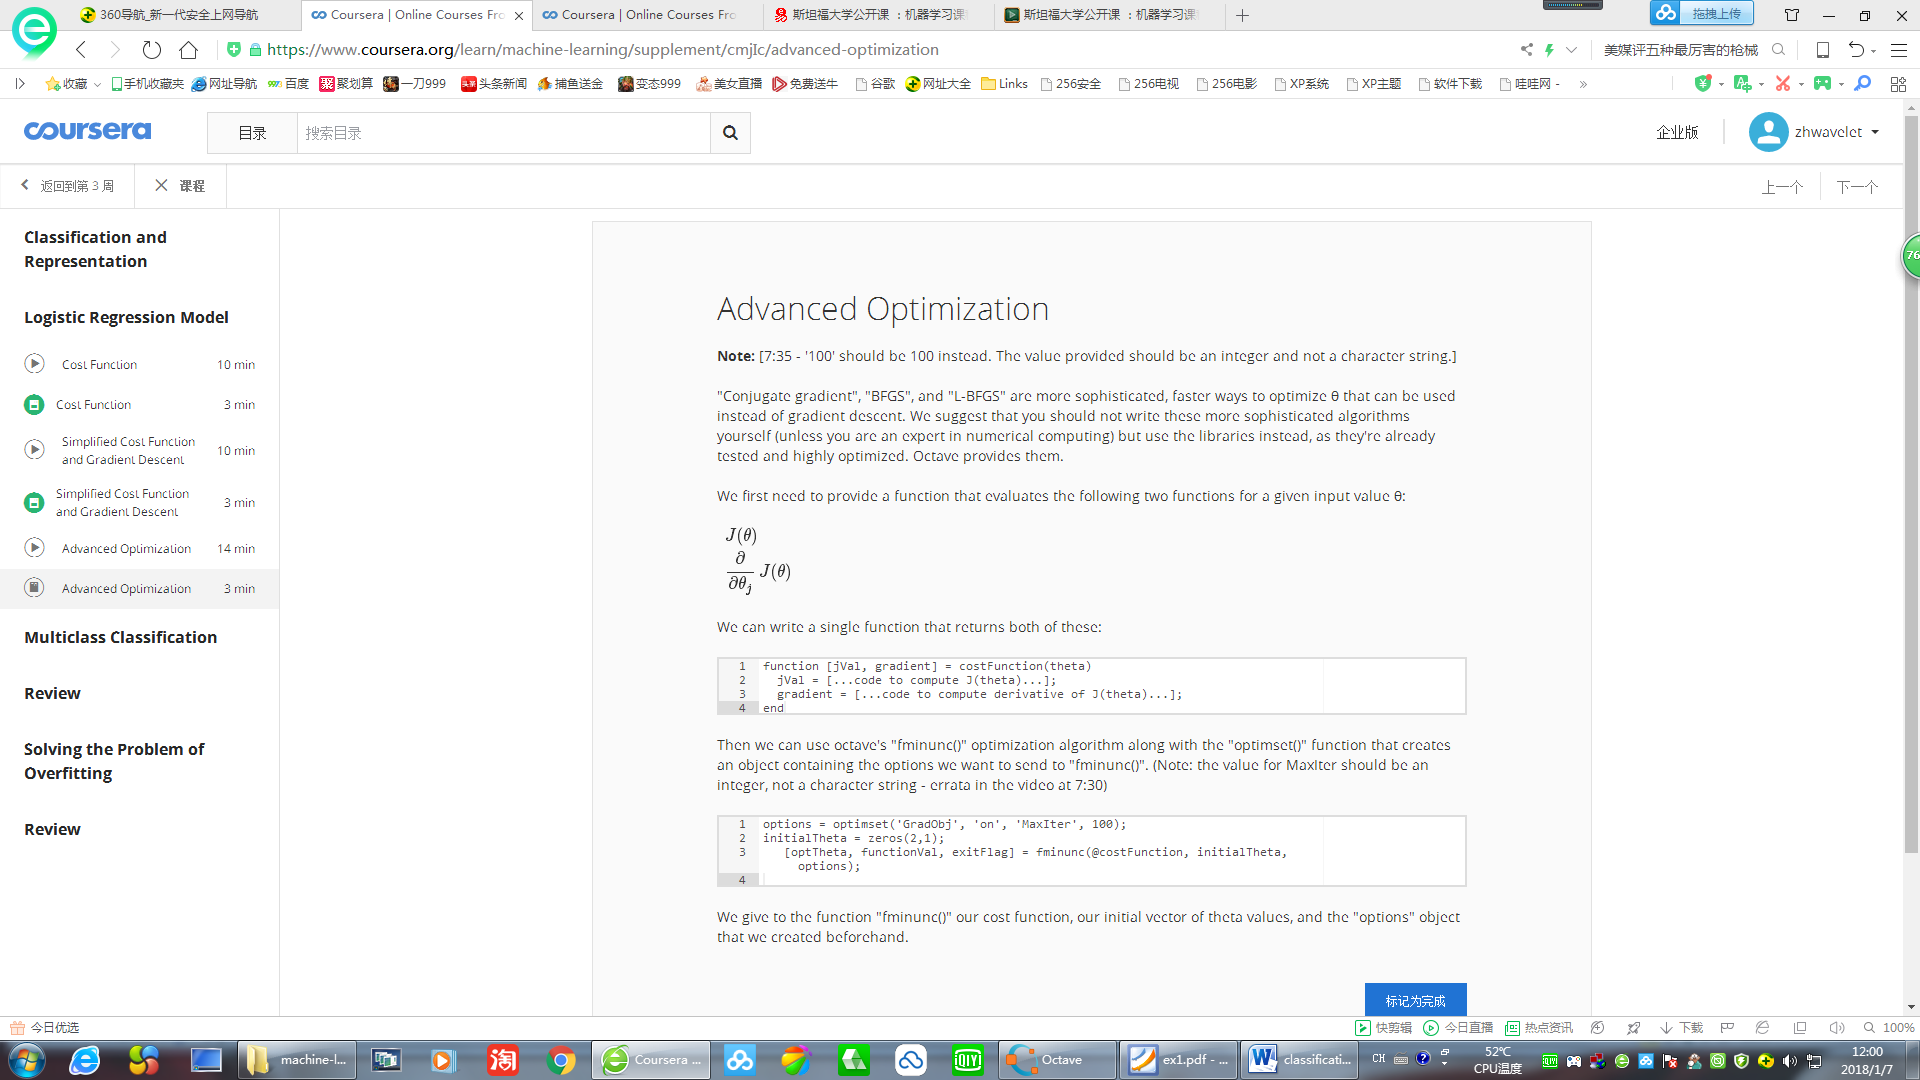 360导航_新一代安全上网导航
Coursera | Online Courses Fro
Coursera | Online Courses Fro
斯坦福大学公开课 ：机器学习课
斯坦福大学公开课 ：机器学习课
拖拽上传
https://www.coursera.org/learn/machine-learning/supplement/cmjIc/advanced-optimization
美媒评五种最厉害的枪械
收藏 手机收藏夹 网址导航 百度 聚划算 一刀999 头条新闻 捕鱼送金 变态999 美女直播 免费送牛 谷歌 网址大全 Links 256安全 256电视 256电影 XP系统 XP主题 软件下载 哇哇网 - »
coursera 目录 搜索目录 企业版 zhwavelet
返回到第 3 周 课程 上一个 下一个
76
Classification and
Representation
Logistic Regression Model
Cost Function 10 min
Cost Function 3 min
Simplified Cost Function
and Gradient Descent 10 min
Simplified Cost Function
and Gradient Descent 3 min
Advanced Optimization 14 min
Advanced Optimization 3 min
Multiclass Classification
Review
Solving the Problem of
Overfitting
Review
Advanced Optimization
Note: [7:35 - '100' should be 100 instead. The value provided should be an integer and not a character string.]
"Conjugate gradient", "BFGS", and "L-BFGS" are more sophisticated, faster ways to optimize θ that can be used
instead of gradient descent. We suggest that you should not write these more sophisticated algorithms
yourself (unless you are an expert in numerical computing) but use the libraries instead, as they're already
tested and highly optimized. Octave provides them.
We first need to provide a function that evaluates the following two functions for a given input value θ:
J(θ)
∂
∂θj J(θ)
We can write a single function that returns both of these:
1 function [jVal, gradient] = costFunction(theta)
2 jVal = [...code to compute J(theta)...];
3 gradient = [...code to compute derivative of J(theta)...];
4 end
Then we can use octave's "fminunc()" optimization algorithm along with the "optimset()" function that creates
an object containing the options we want to send to "fminunc()". (Note: the value for MaxIter should be an
integer, not a character string - errata in the video at 7:30)
1 options = optimset('GradObj', 'on', 'MaxIter', 100);
2 initialTheta = zeros(2,1);
3 [optTheta, functionVal, exitFlag] = fminunc(@costFunction, initialTheta,
options);
4
We give to the function "fminunc()" our cost function, our initial vector of theta values, and the "options" object
that we created beforehand.
标记为完成
今日优选 快剪辑 今日直播 热点资讯 下载 100%
machine-l... Coursera ... Octave ex1.pdf - ... classificati... CH 52℃ 12:00
CPU温度 2018/1/7